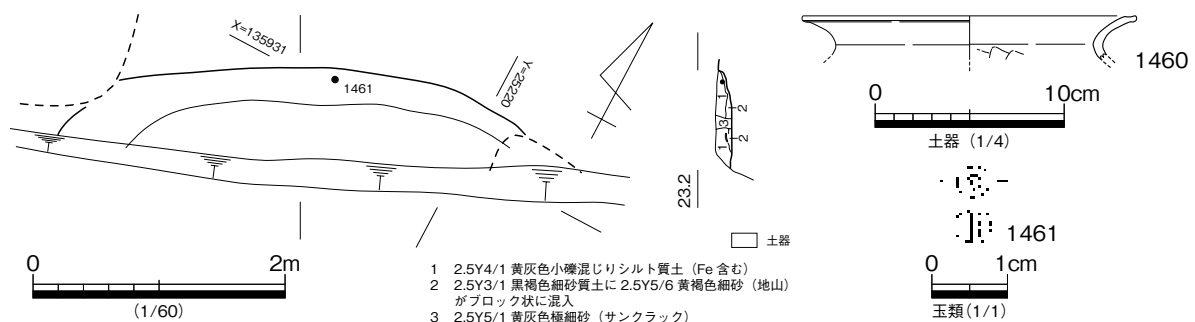 X=135931
Y=25220
1461
1
2
3
2
1
23.2
土器
0 2m
(1/60)
1 2.5Y4/1 黄灰色小礫混じりシルト質土（Fe 含む）
2 2.5Y3/1 黒褐色細砂質土に 2.5Y5/6 黄褐色細砂（地山）
がブロック状に混入
3 2.5Y5/1 黄灰色極細砂（サンクラック）
1460
0 10cm
土器（1/4）
1461
0 1cm
玉類（1/1）